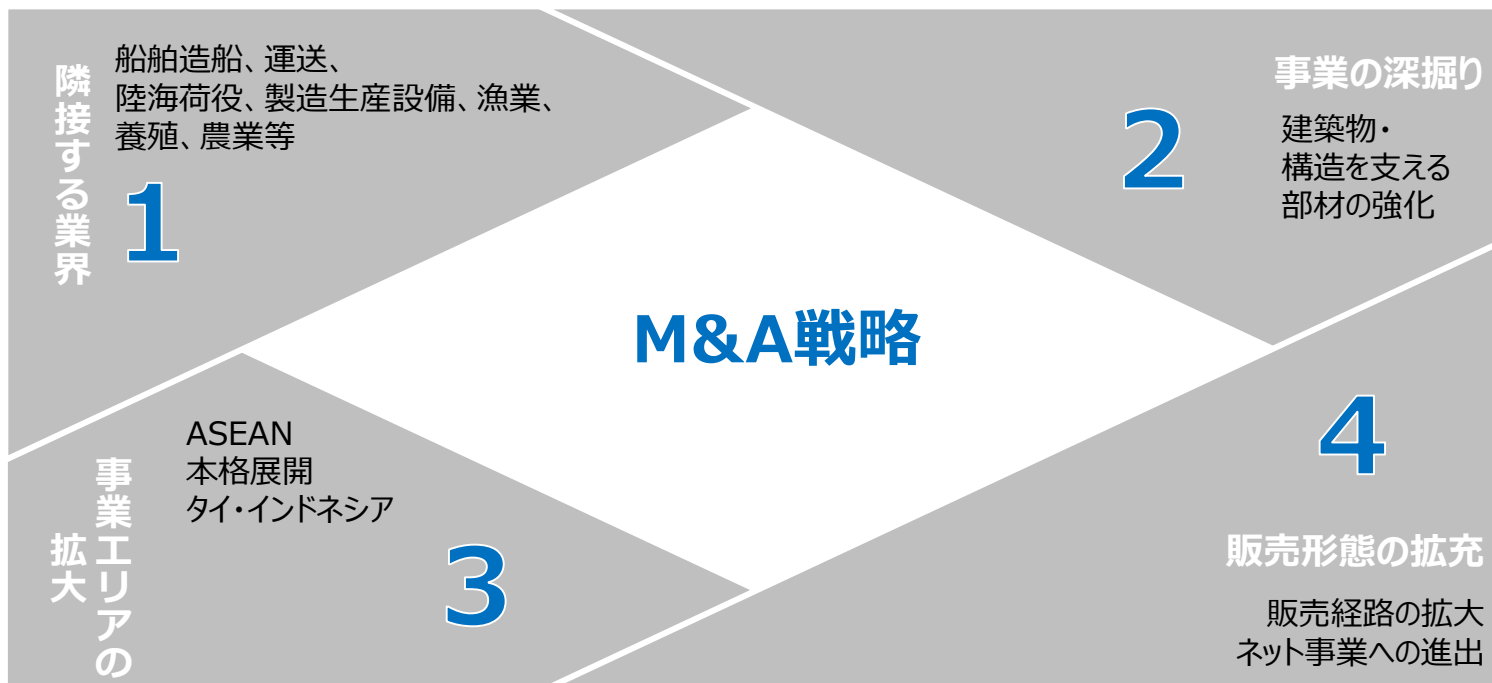 隣接する業界
船舶造船、運送、
陸海荷役、製造生産設備、漁業、
養殖、農業等
1
事業の深掘り
2
建築物・
構造を支える
部材の強化
M&A戦略
事業エリアの
拡大
ASEAN
本格展開
タイ・インドネシア
3
4
販売形態の拡充
販売経路の拡大
ネット事業への進出